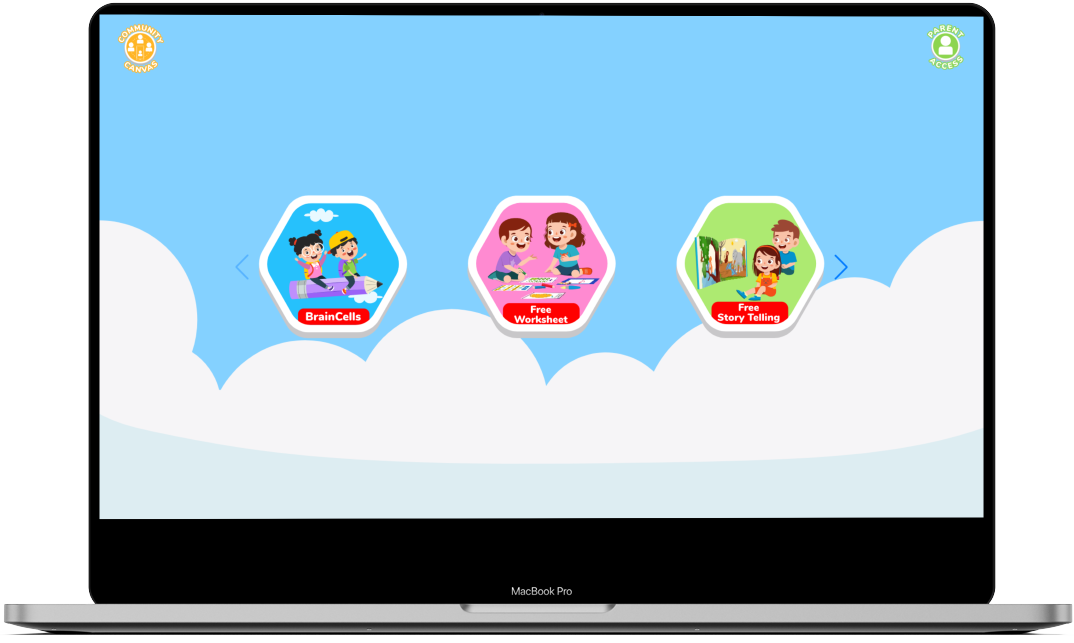 COMMUNITY
CANVAS
PARENT
ACCESS
BrainCells
Free
Worksheet
Free
Story Telling
MacBook Pro